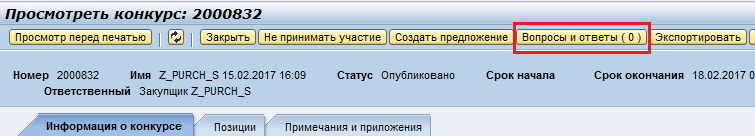 Просмотреть конкурс: 2000832
Просмотр перед печатью Закрыть Не принимать участие Создать предложение Вопросы и ответы ( 0 ) Экспортировать
Номер 2000832 Имя Z_PURCH_S 15.02.2017 16:09 Статус Опубликовано Срок начала Срок окончания 18.02.2017
Ответственный Закупщик Z_PURCH_S
Информация о конкурсе Позиции Примечания и приложения